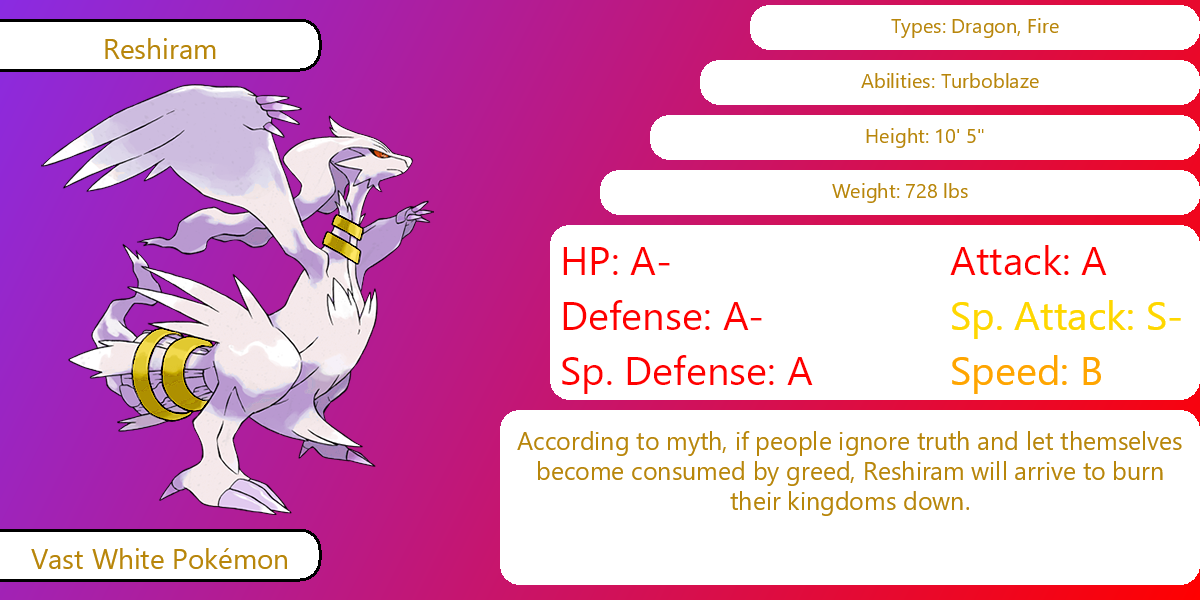 Reshiram
Types: Dragon, Fire
Abilities: Turboblaze
Height: 10' 5"
Weight: 728 lbs
HP: A-
Attack: A
Defense: A-
Sp. Attack: S-
Sp. Defense: A
Speed: B
According to myth, if people ignore truth and let themselves
become consumed by greed, Reshiram will arrive to burn
their kingdoms down.
Vast White Pokémon